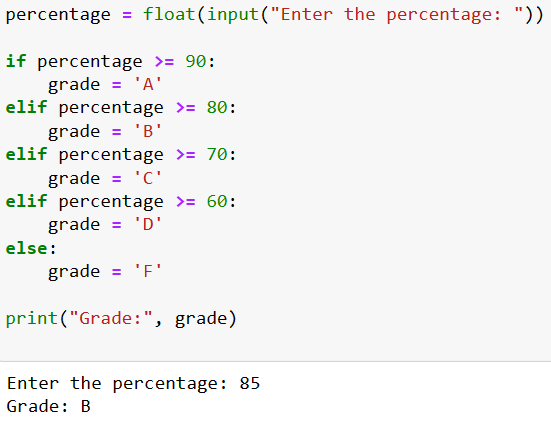 percentage = float(input("Enter the percentage: "))
if percentage >= 90:
    grade = 'A'
elif percentage >= 80:
    grade = 'B'
elif percentage >= 70:
    grade = 'C'
elif percentage >= 60:
    grade = 'D'
else:
    grade = 'F'
print("Grade:", grade)
Enter the percentage: 85
Grade: B